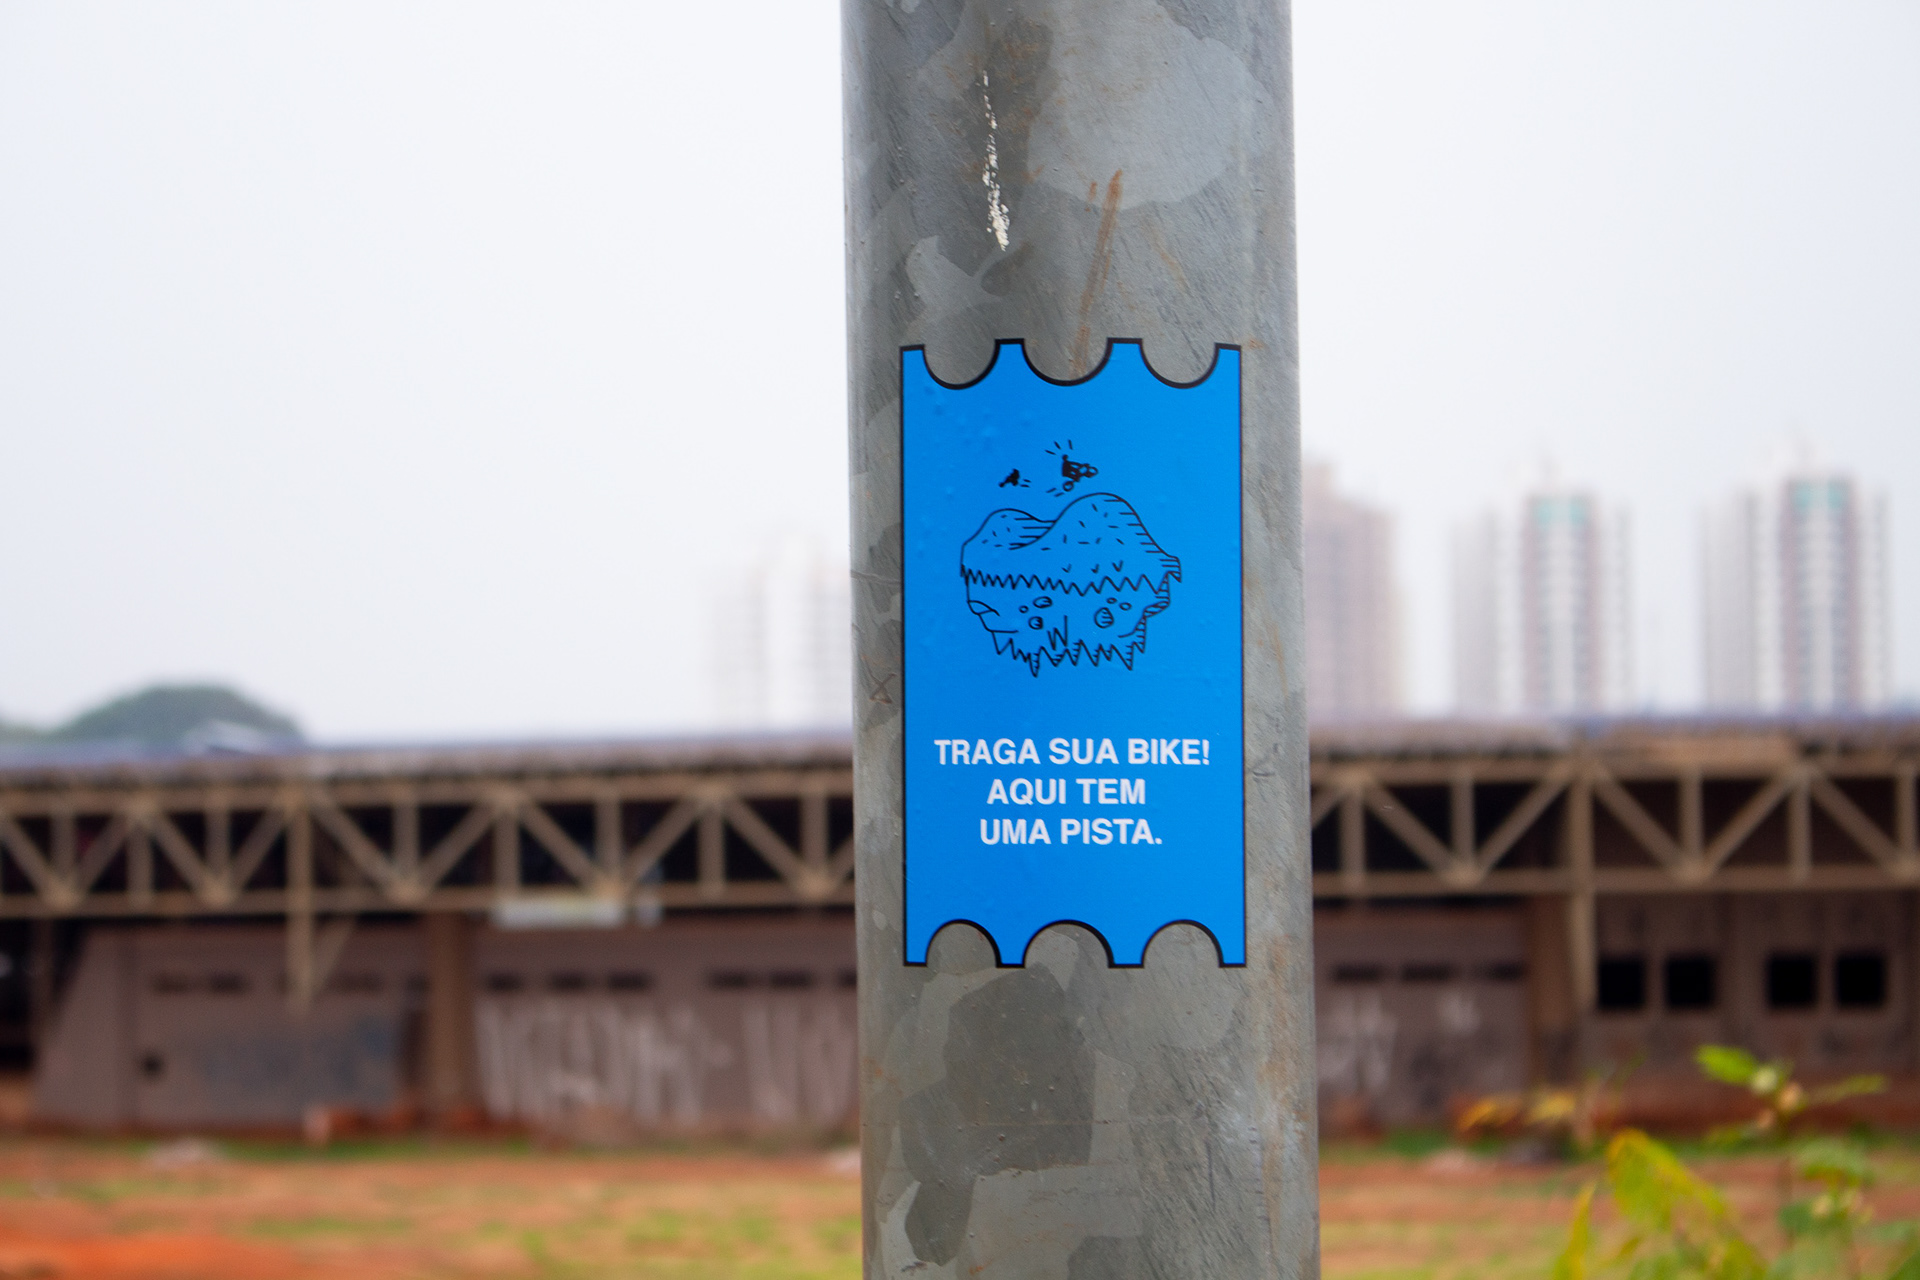 TRAGA SUA BIKE!
AQUI TEM
UMA PISTA.